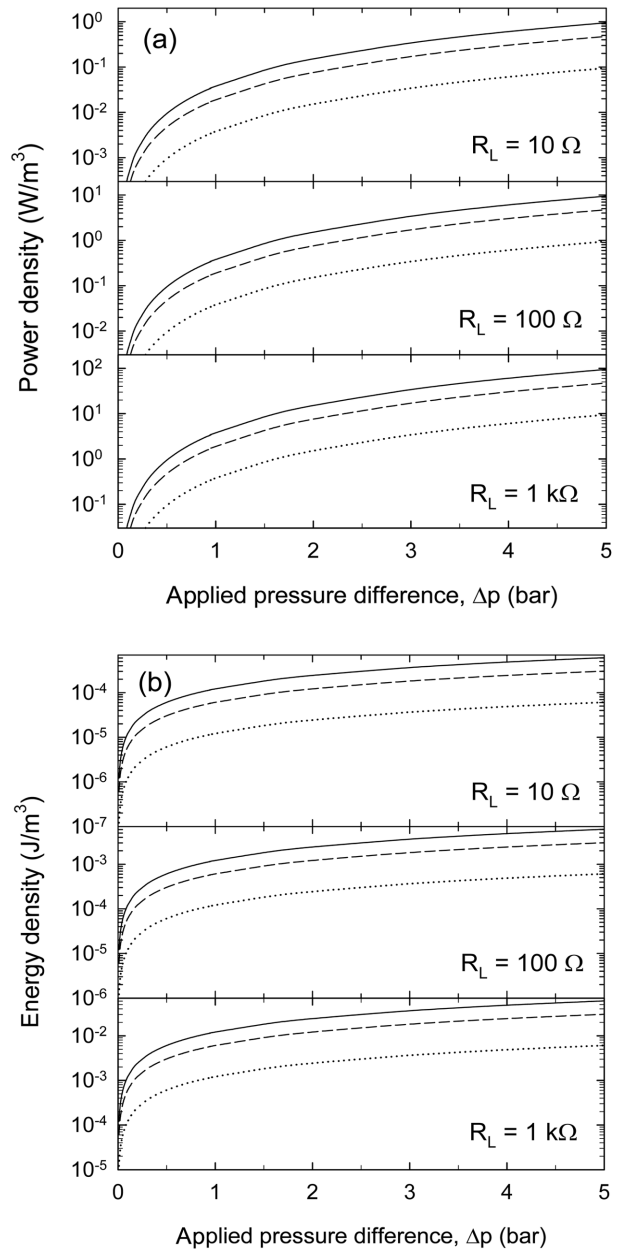 (a)
Power density (W/m³)
10⁰
10⁻¹
10⁻²
10⁻³
R_L = 10 Ω
10¹
10⁰
10⁻¹
10⁻²
R_L = 100 Ω
10²
10¹
10⁰
10⁻¹
R_L = 1 kΩ
0 1 2 3 4 5
Applied pressure difference, Δp (bar)
(b)
Energy density (J/m³)
10⁻⁴
10⁻⁵
10⁻⁶
10⁻⁷
R_L = 10 Ω
10⁻³
10⁻⁴
10⁻⁵
10⁻⁶
R_L = 100 Ω
10⁻²
10⁻³
10⁻⁴
10⁻⁵
R_L = 1 kΩ
0 1 2 3 4 5
Applied pressure difference, Δp (bar)